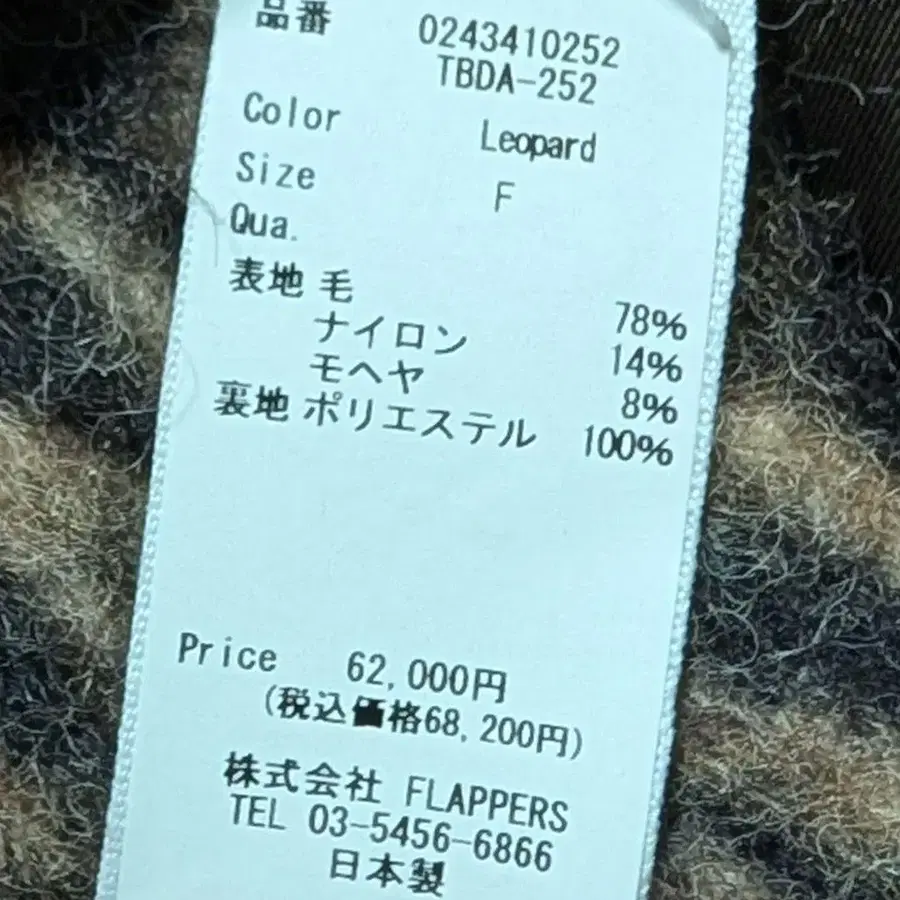 品番 0243410252
TBDA-252
Color Leopard
Size F
Qua.
表地 毛 78%
ナイロン 14%
モヘヤ 8%
裏地 ポリエステル 100%
Price 62,000円
(税込価格68,200円)
株式会社 FLAPPERS
TEL 03-5456-6866
日本製